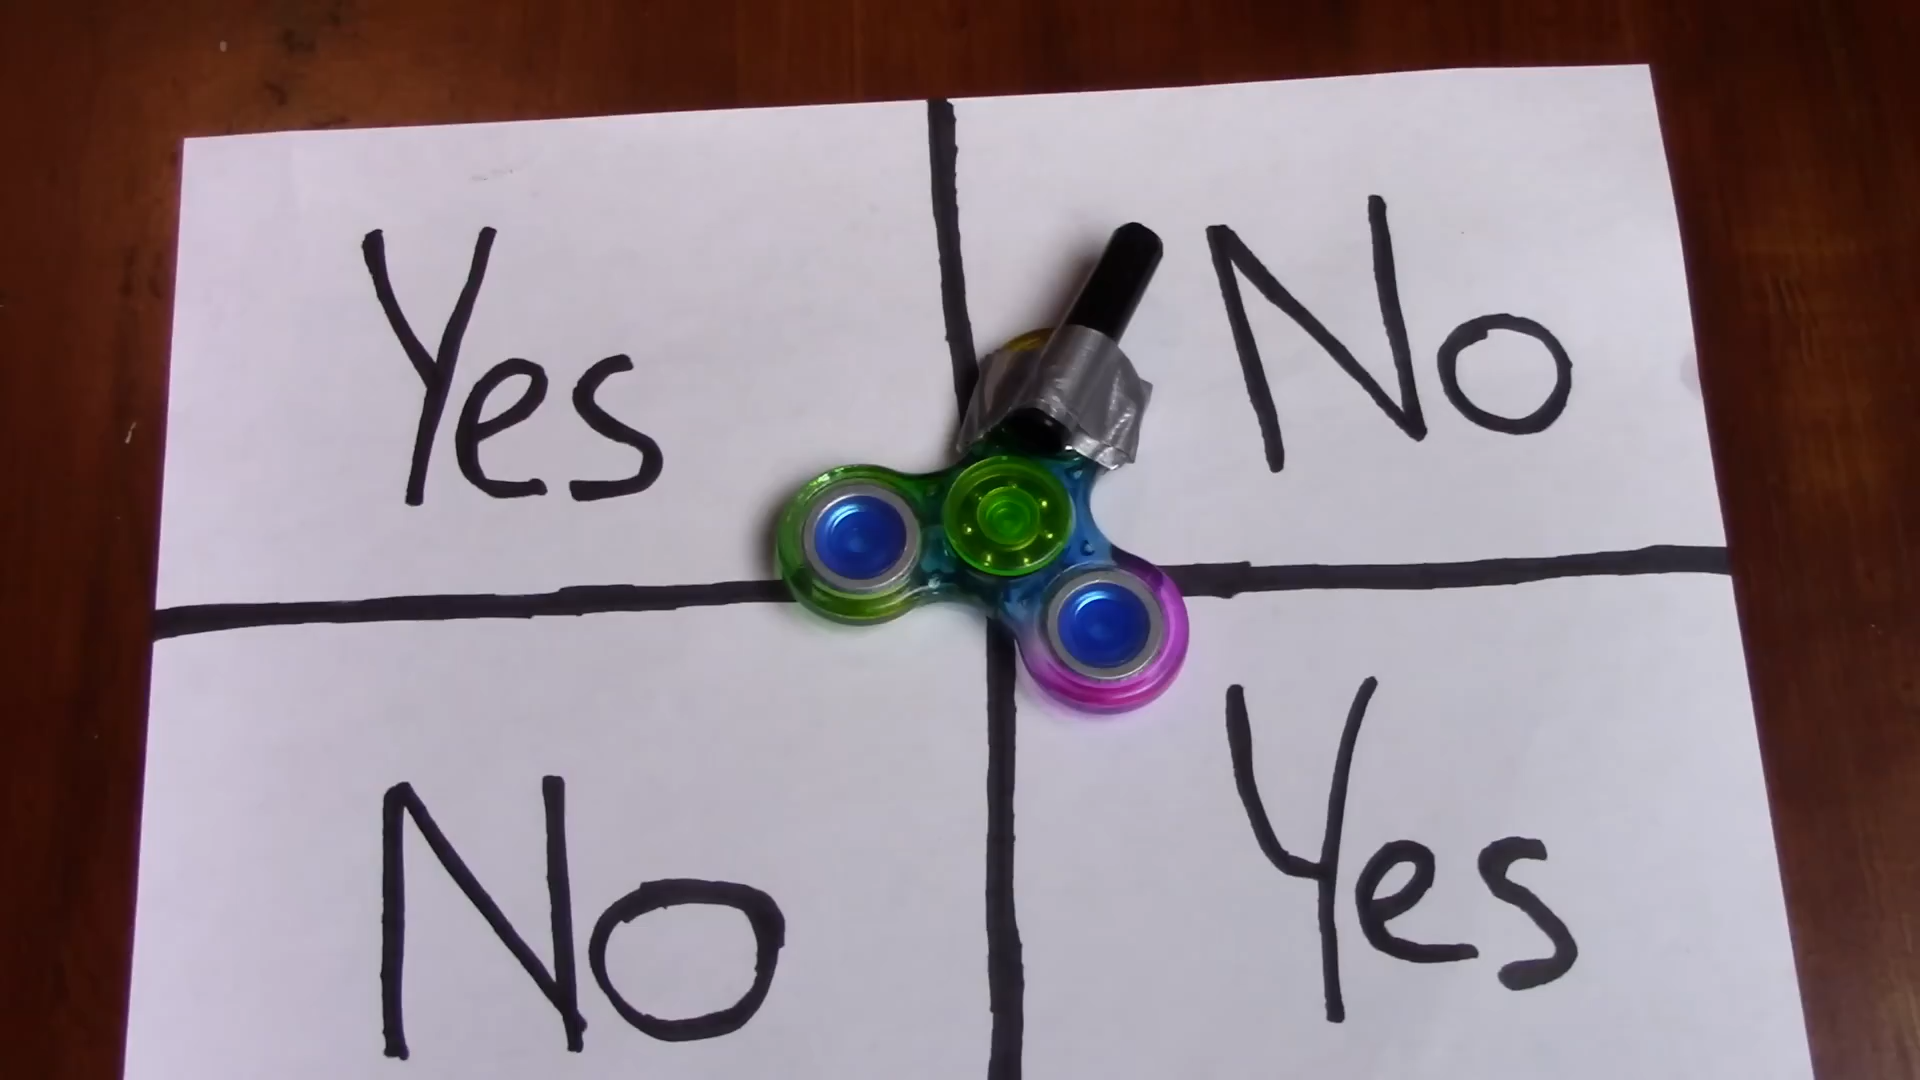 Yes No
No Yes